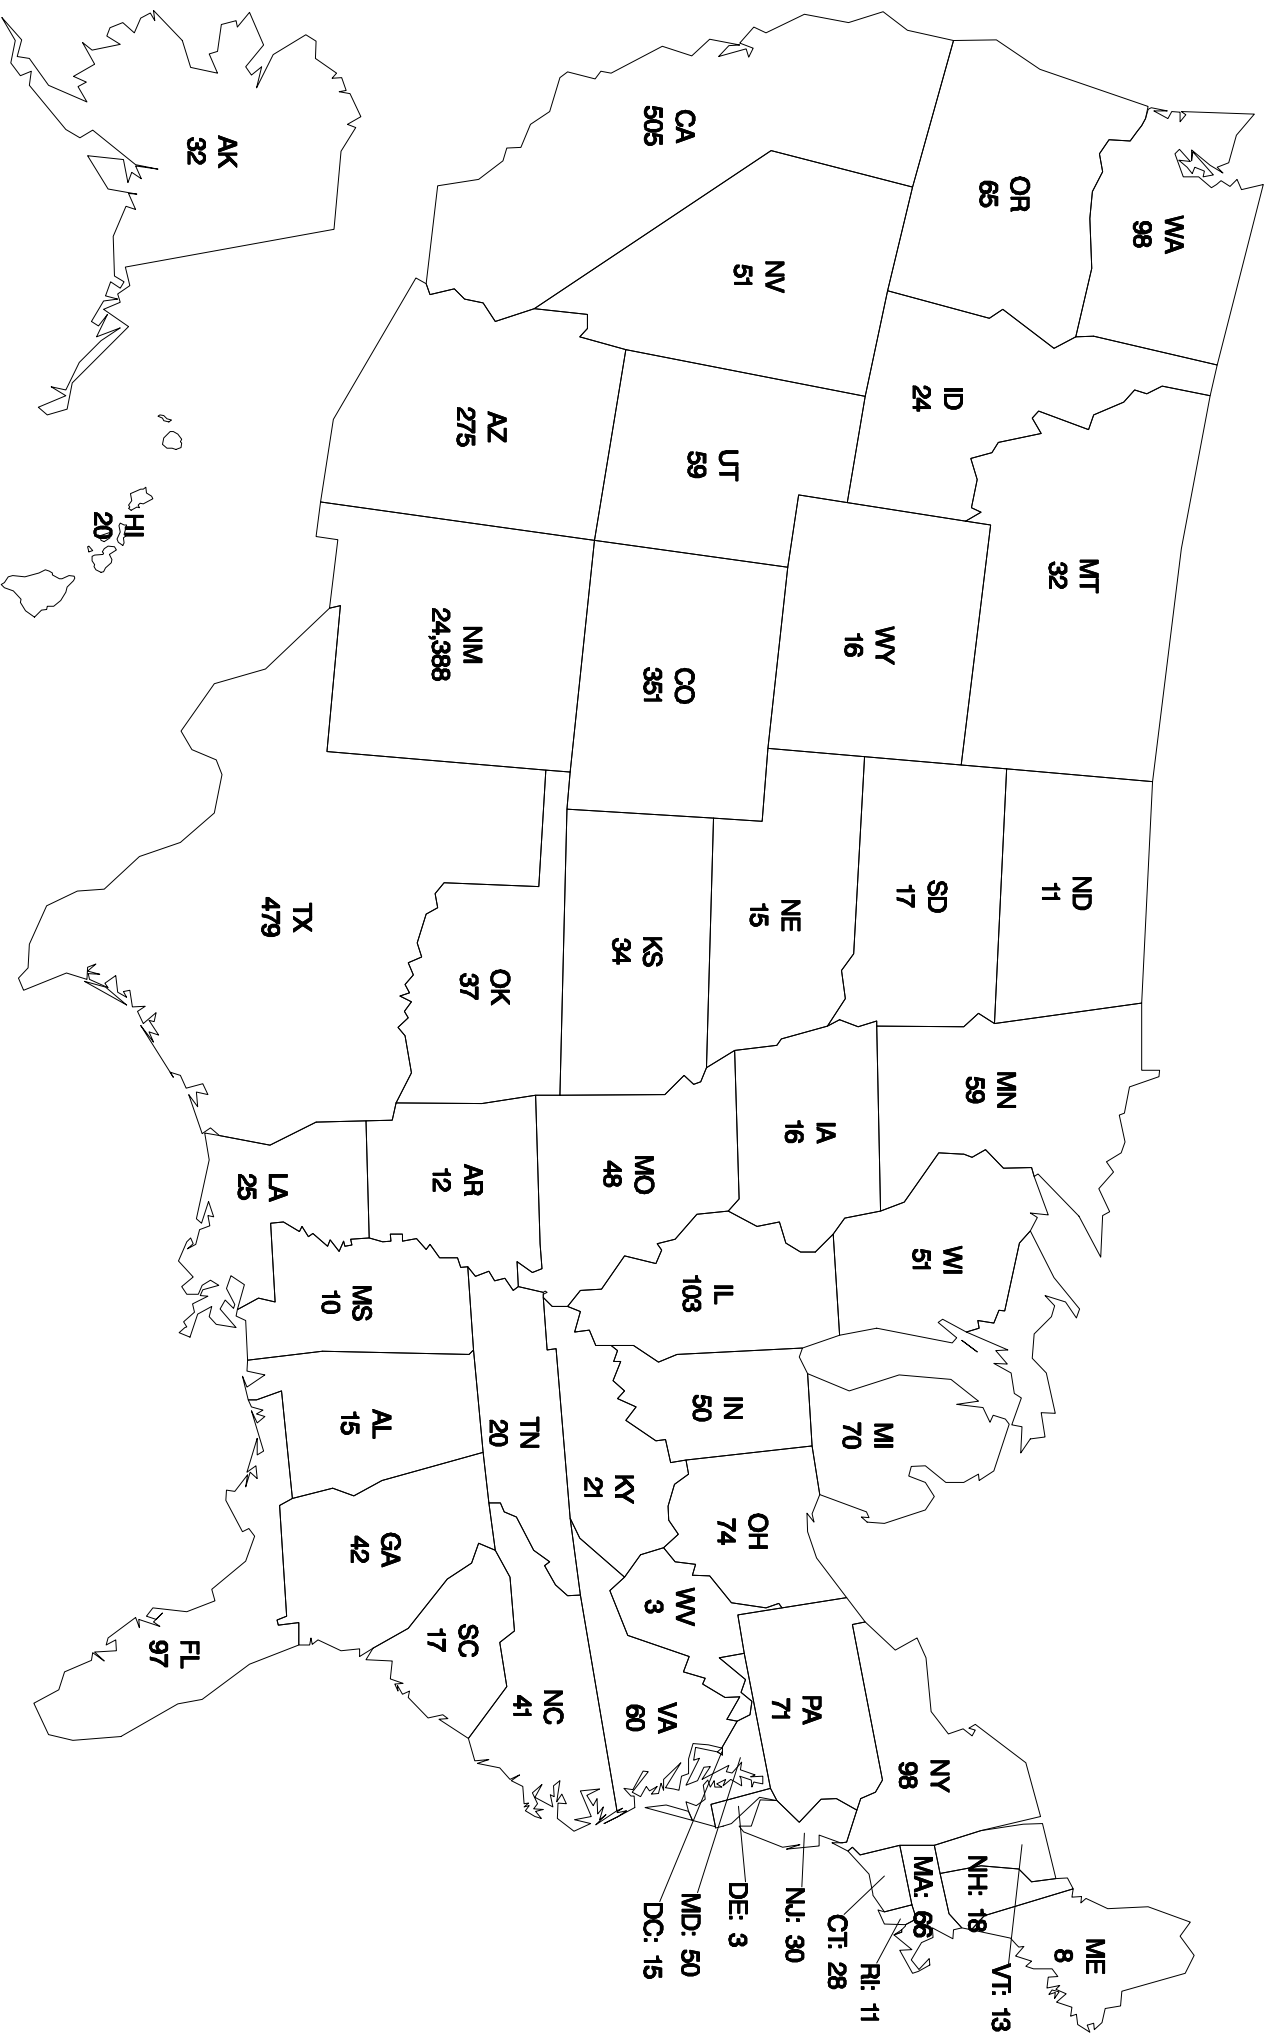 WA
98
OR
65
CA
505
NV
51
ID
24
MT
32
WY
16
UT
59
AZ
275
CO
351
NM
24,388
ND
11
SD
17
NE
15
KS
34
OK
37
TX
479
MN
59
IA
16
MO
48
AR
12
LA
25
WI
51
IL
103
MS
10
MI
70
IN
50
OH
74
KY
21
TN
20
AL
15
GA
42
FL
97
SC
17
NC
41
VA
60
WV
3
PA
71
NY
98
ME
8
VT: 13
NH: 18
MA: 66
RI: 11
CT: 28
NJ: 30
DE: 3
MD: 50
DC: 15
AK
32
HI
20